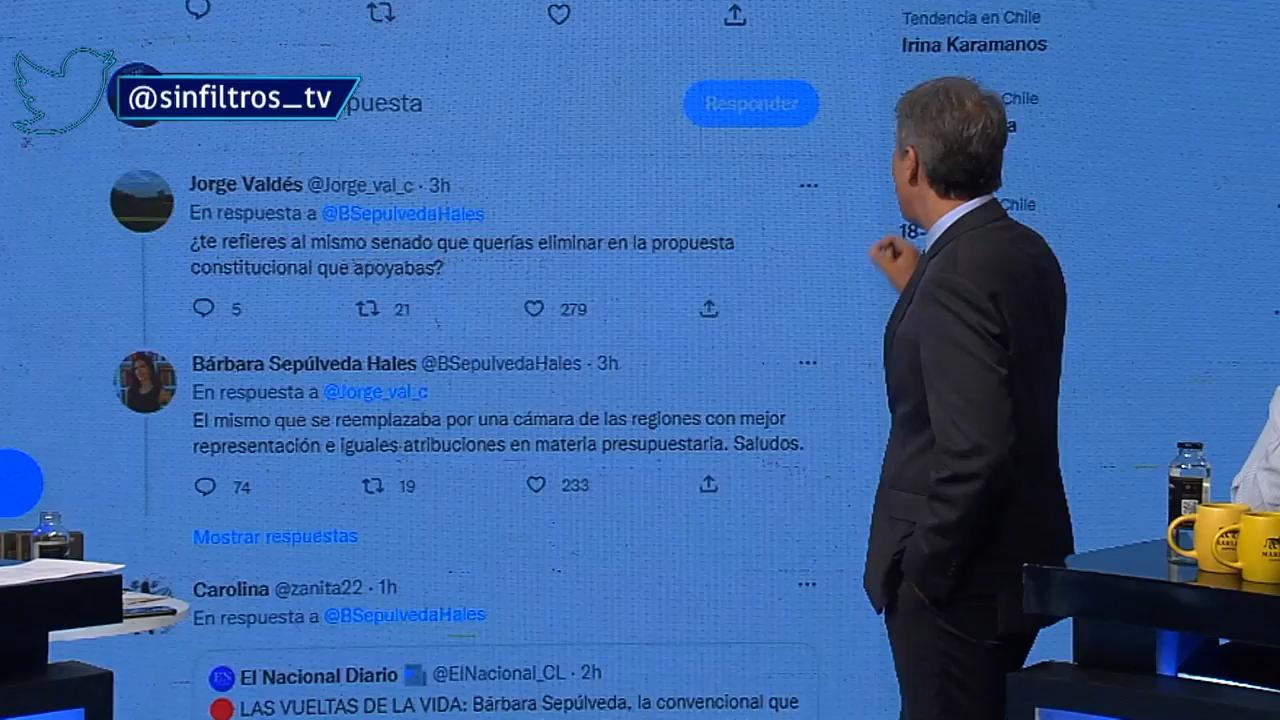 Tendencia en Chile
Irina Karamanos
@sinfiltros_tv
puesta
Responder
Chile
a
Chile
18-
Jorge Valdés @Jorge_val_c · 3h
En respuesta a @BSepulvedaHales
¿te refieres al mismo senado que querías eliminar en la propuesta
constitucional que apoyabas?
5 21 279
Bárbara Sepúlveda Hales @BSepulvedaHales · 3h
En respuesta a @Jorge_val_c
El mismo que se reemplazaba por una cámara de las regiones con mejor
representación e iguales atribuciones en materia presupuestaria. Saludos.
74 19 233
Mostrar respuestas
Carolina @zanita22 · 1h
En respuesta a @BSepulvedaHales
El Nacional Diario @ElNacional_CL · 2h
LAS VUELTAS DE LA VIDA: Bárbara Sepúlveda, la convencional que